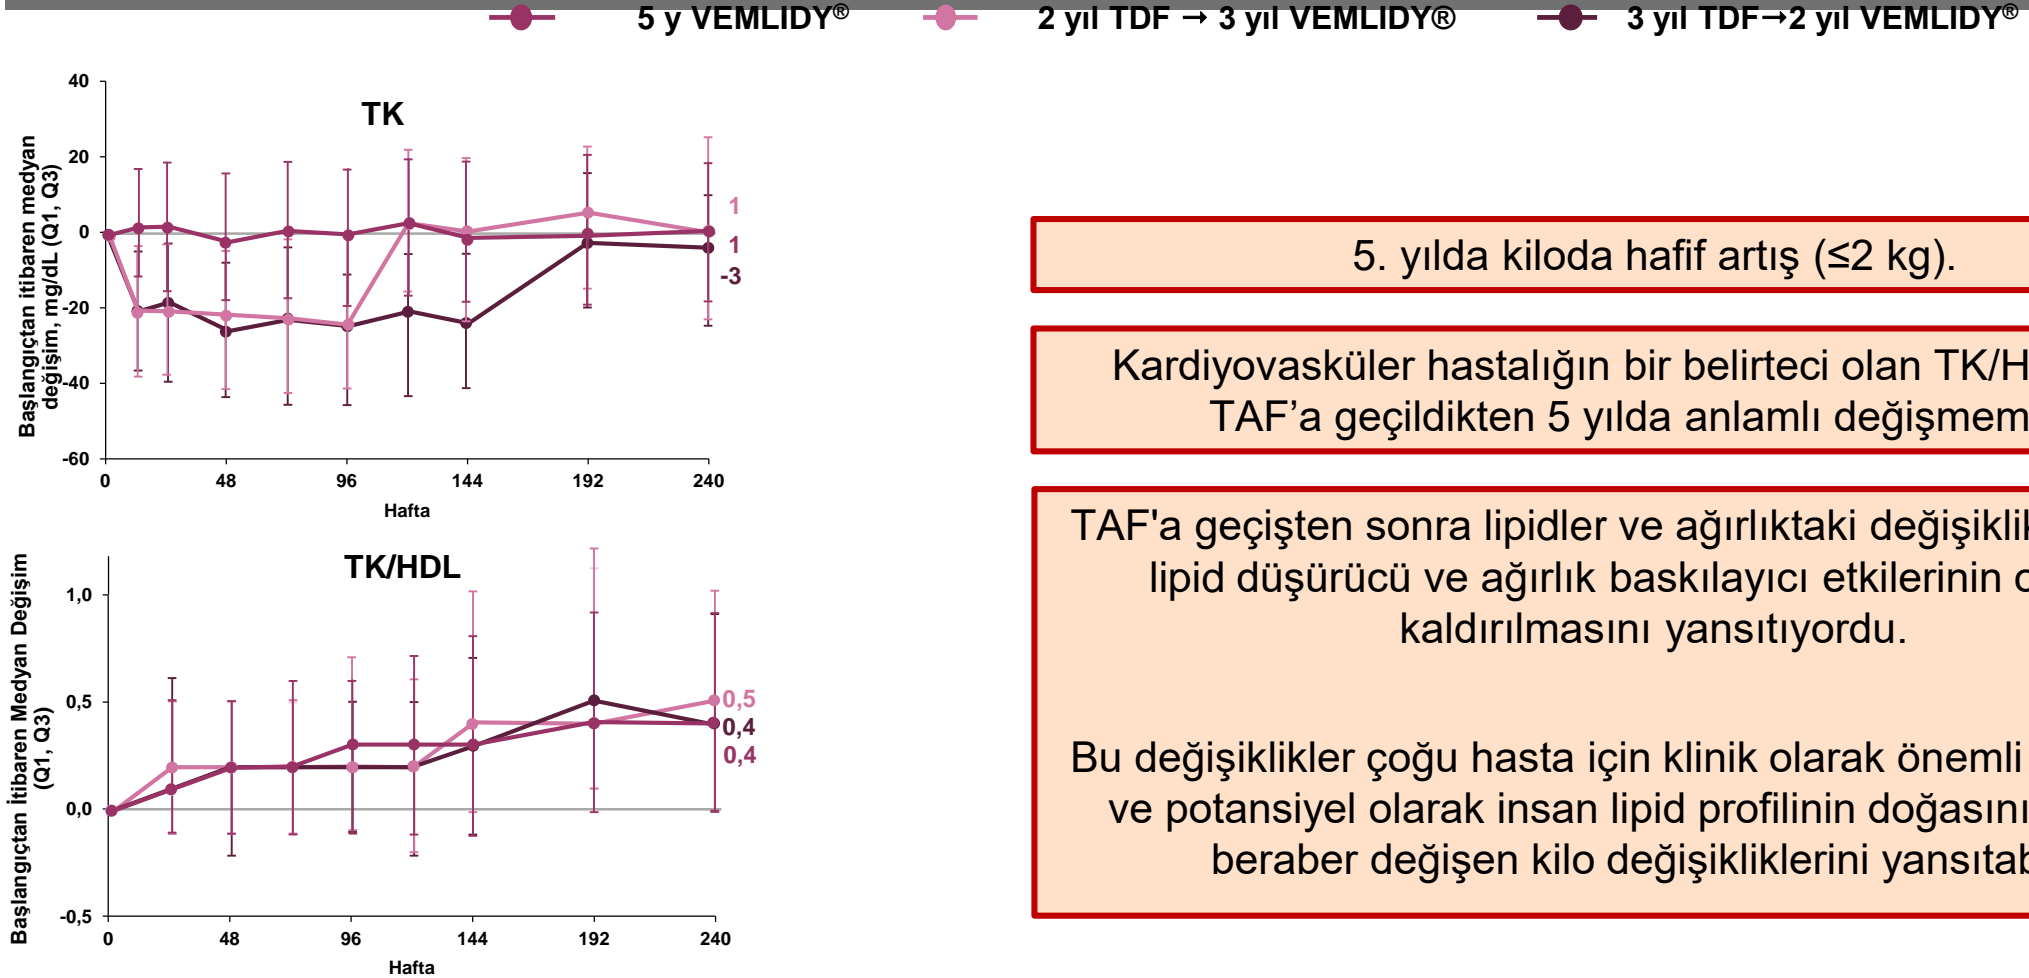 5 y VEMLIDY® 2 yıl TDF → 3 yıl VEMLIDY® 3 yıl TDF→2 yıl VEMLIDY®
TK
Başlangıçtan itibaren medyan
değişim, mg/dL (Q1, Q3)
40
20
0
-20
-40
-60
1
1
-3
0 48 96 144 192 240
Hafta
TK/HDL
Başlangıçtan İtibaren Medyan Değişim
(Q1, Q3)
1,0
0,5
0,0
-0,5
0,5
0,4
0,4
0 48 96 144 192 240
Hafta
5. yılda kiloda hafif artış (≤2 kg).
Kardiyovasküler hastalığın bir belirteci olan TK/H
TAF’a geçildikten 5 yılda anlamlı değişmem
TAF'a geçişten sonra lipidler ve ağırlıktaki değişiklik
lipid düşürücü ve ağırlık baskılayıcı etkilerinin
kaldırılmasını yansıtıyordu.
Bu değişiklikler çoğu hasta için klinik olarak önemli
ve potansiyel olarak insan lipid profilinin doğasını
beraber değişen kilo değişikliklerini yansıtab